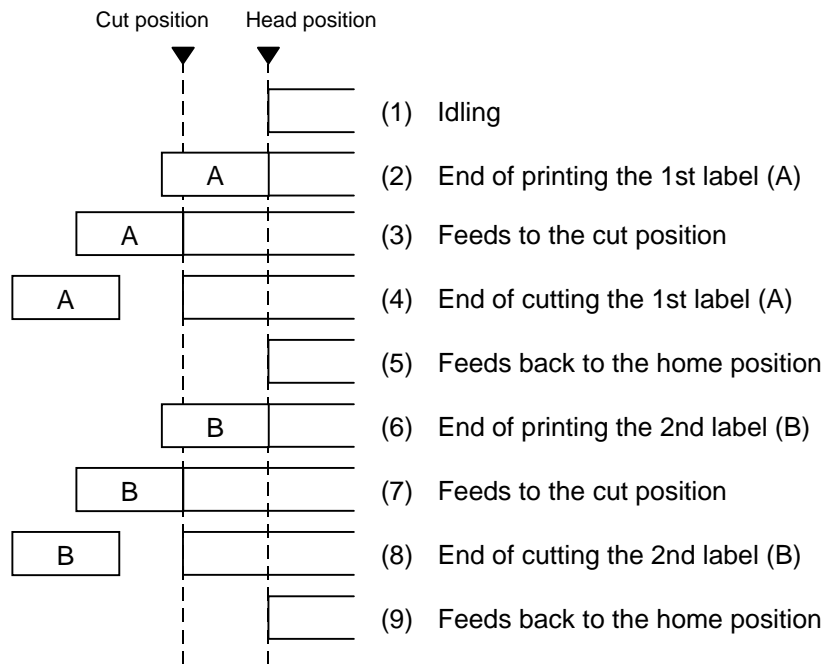 Cut position Head position
(1) Idling
A (2) End of printing the 1st label (A)
A (3) Feeds to the cut position
A (4) End of cutting the 1st label (A)
(5) Feeds back to the home position
B (6) End of printing the 2nd label (B)
B (7) Feeds to the cut position
B (8) End of cutting the 2nd label (B)
(9) Feeds back to the home position